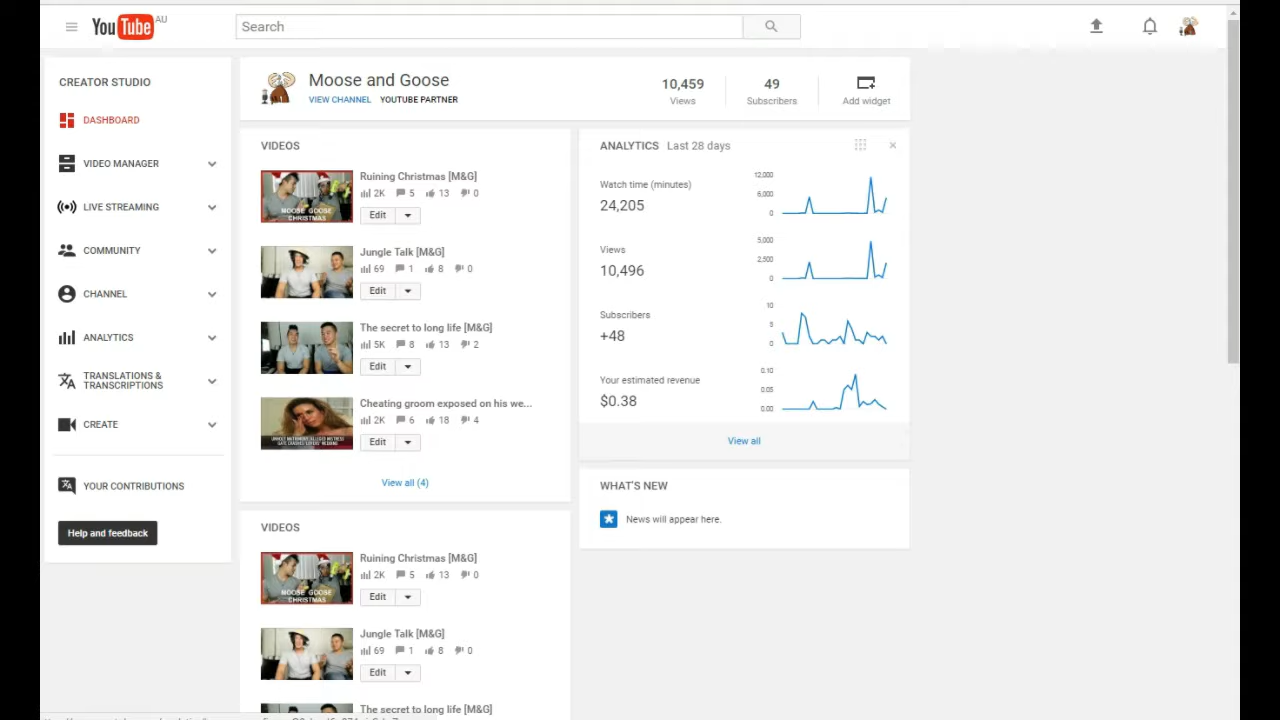 YouTube AU
Search
CREATOR STUDIO
DASHBOARD
VIDEO MANAGER
LIVE STREAMING
COMMUNITY
CHANNEL
ANALYTICS
TRANSLATIONS &
TRANSCRIPTIONS
CREATE
YOUR CONTRIBUTIONS
Help and feedback
Moose and Goose
VIEW CHANNEL YOUTUBE PARTNER
10,459
Views
49
Subscribers
Add widget
VIDEOS
Ruining Christmas [M&G]
2K 5 13 0
MOOSE GOOSE
CHRISTMAS
Edit
Jungle Talk [M&G]
69 1 8 0
Edit
The secret to long life [M&G]
5K 8 13 2
Edit
Cheating groom exposed on his we...
2K 6 18 4
Edit
View all (4)
VIDEOS
Ruining Christmas [M&G]
2K 5 13 0
MOOSE GOOSE
CHRISTMAS
Edit
Jungle Talk [M&G]
69 1 8 0
Edit
The secret to long life [M&G]
ANALYTICS Last 28 days
Watch time (minutes)
24,205
12,000
6,000
0
Views
10,496
5,000
2,500
0
Subscribers
+48
10
5
0
Your estimated revenue
$0.38
0.10
0.05
0.00
View all
WHAT'S NEW
News will appear here.